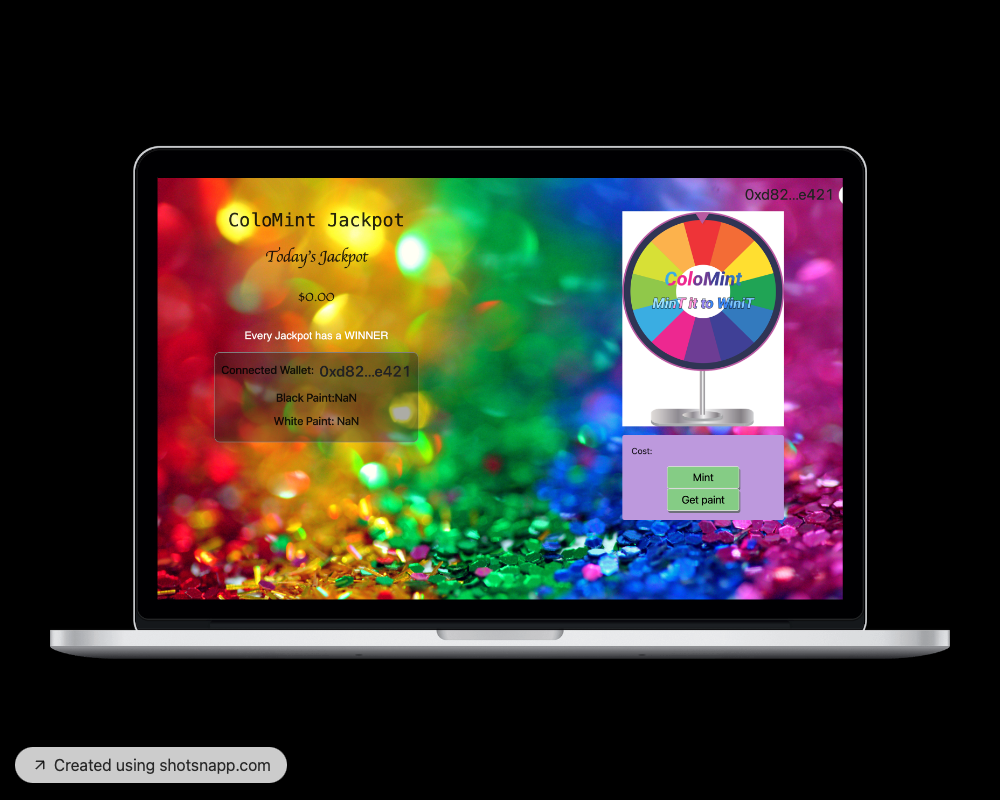 0xd82...e421
ColoMint Jackpot
Today's Jackpot
$0.00
Every Jackpot has a WINNER
Connected Wallet: 0xd82...e421
Black Paint:NaN
White Paint: NaN
ColoMint
MinT it to WiniT
Cost:
Mint
Get paint
Created using shotsnapp.com